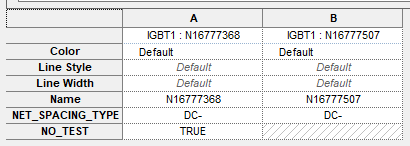 A B
IGBT1 : N16777368 IGBT1 : N16777507
Color Default Default
Line Style Default Default
Line Width Default Default
Name N16777368 N16777507
NET_SPACING_TYPE DC- DC-
NO_TEST TRUE